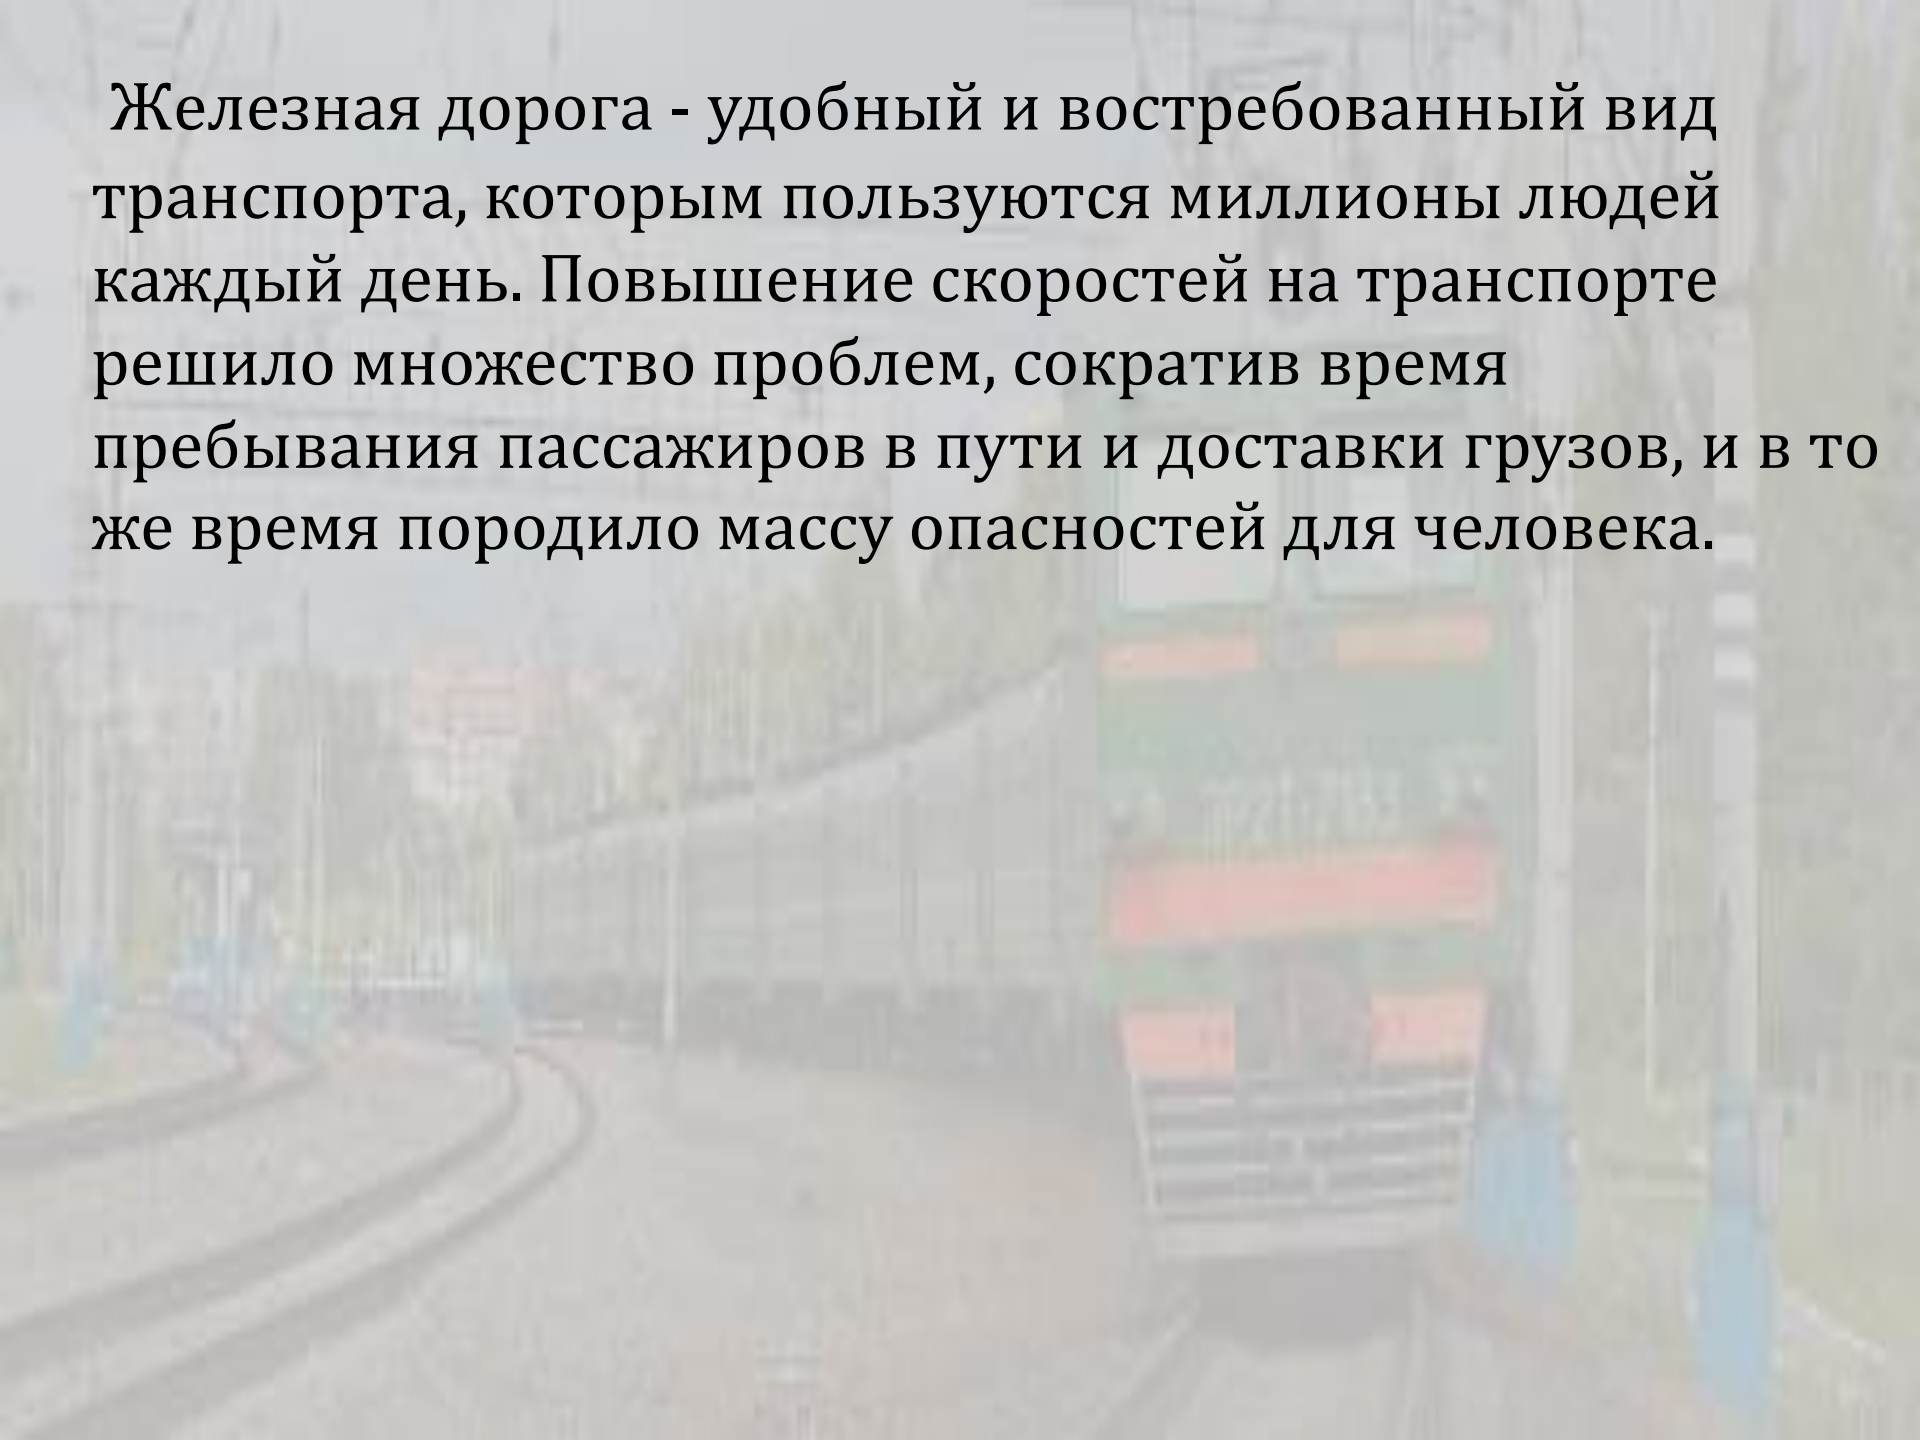 Железная дорога - удобный и востребованный вид
транспорта, которым пользуются миллионы людей
каждый день. Повышение скоростей на транспорте
решило множество проблем, сократив время
пребывания пассажиров в пути и доставки грузов, и в то
же время породило массу опасностей для человека.